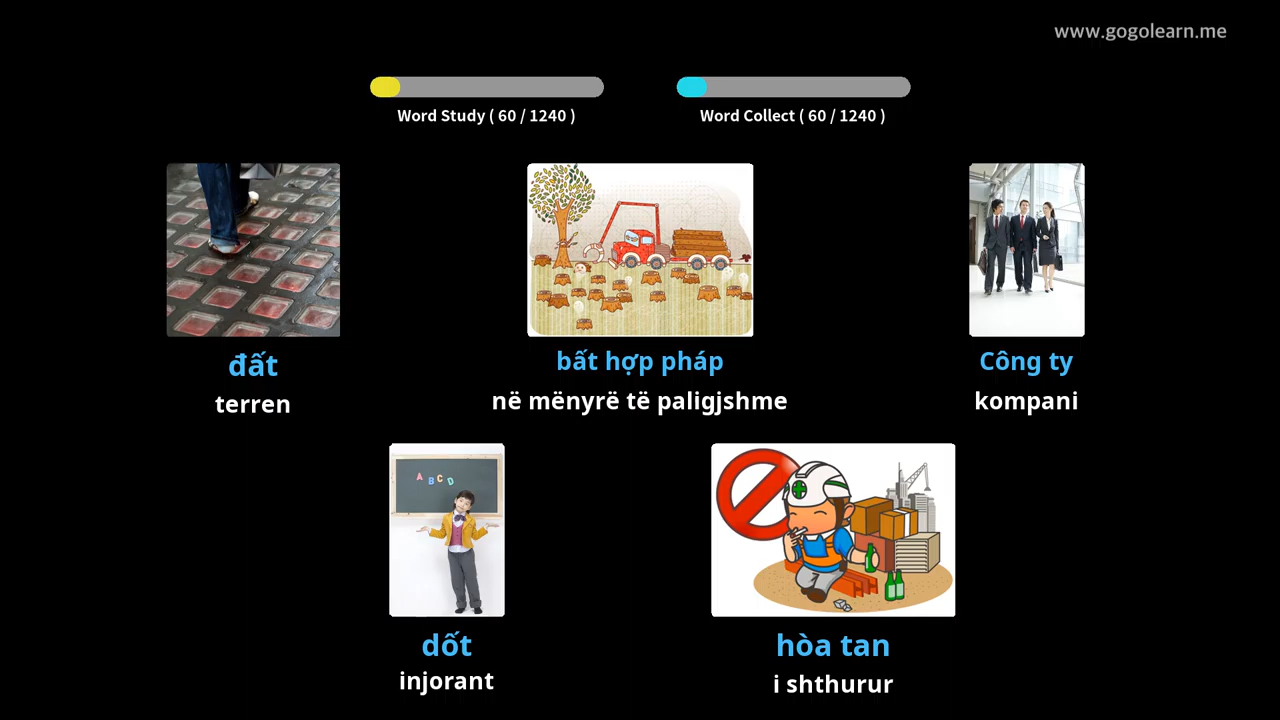 www.gogolearn.me
Word Study ( 60 / 1240 )
Word Collect ( 60 / 1240 )
đất
terren
bất hợp pháp
në mënyrë të paligjshme
Công ty
kompani
A B C D
dốt
injorant
hòa tan
i shthurur